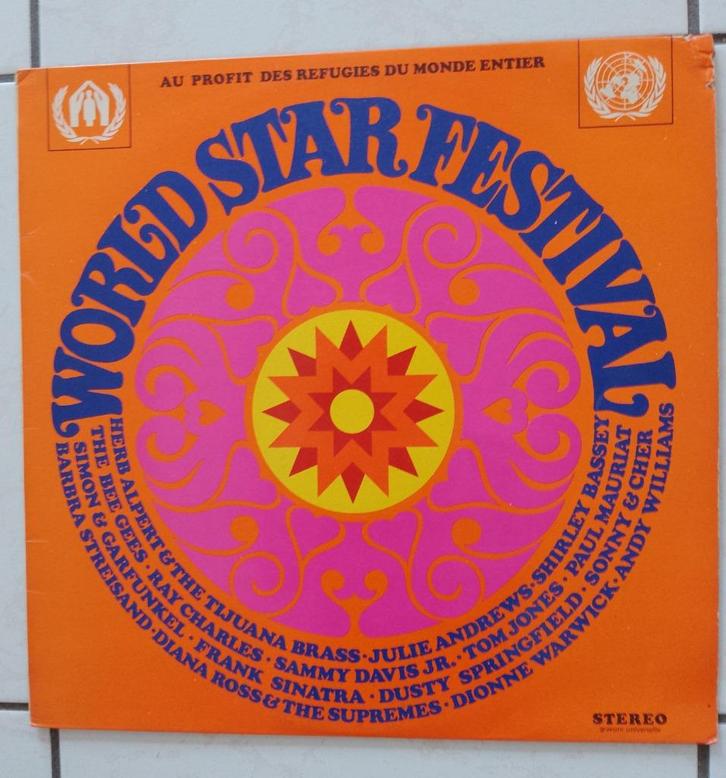 AU PROFIT DES REFUGIES DU MONDE ENTIER
WORLD STAR FESTIVAL
HERB ALPERT & THE TIJUANA BRASS · JULIE ANDREWS · SHIRLEY BASSEY
THE BEE GEES · RAY CHARLES · SAMMY DAVIS JR. · TOM JONES · PAUL MAURIAT
SIMON & GARFUNKEL · FRANK SINATRA · DUSTY SPRINGFIELD · SONNY & CHER
BARBRA STREISAND · DIANA ROSS & THE SUPREMES · DIONNE WARWICK · ANDY WILLIAMS
STEREO
gravure universelle